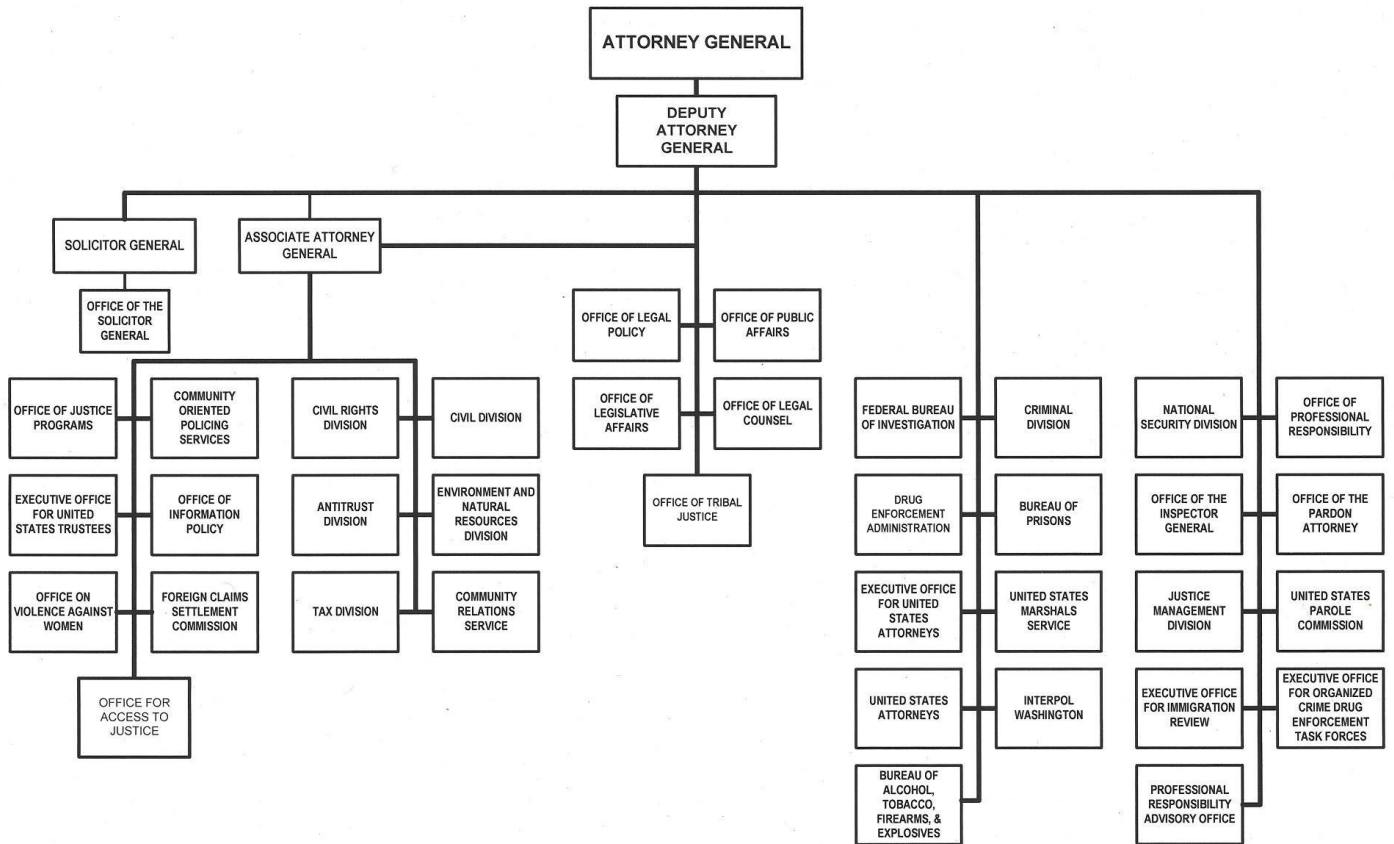 ATTORNEY GENERAL
DEPUTY
ATTORNEY
GENERAL
SOLICITOR GENERAL
ASSOCIATE ATTORNEY
GENERAL
OFFICE OF THE
SOLICITOR
GENERAL
OFFICE OF LEGAL
POLICY
OFFICE OF PUBLIC
AFFAIRS
OFFICE OF
LEGISLATIVE
AFFAIRS
OFFICE OF LEGAL
COUNSEL
OFFICE OF TRIBAL
JUSTICE
OFFICE OF JUSTICE
PROGRAMS
COMMUNITY
ORIENTED
POLICING
SERVICES
EXECUTIVE OFFICE
FOR UNITED
STATES TRUSTEES
OFFICE OF
INFORMATION
POLICY
OFFICE ON
VIOLENCE AGAINST
WOMEN
FOREIGN CLAIMS
SETTLEMENT
COMMISSION
OFFICE FOR
ACCESS TO
JUSTICE
CIVIL RIGHTS
DIVISION
CIVIL DIVISION
ANTITRUST
DIVISION
ENVIRONMENT AND
NATURAL
RESOURCES
DIVISION
TAX DIVISION
COMMUNITY
RELATIONS
SERVICE
FEDERAL BUREAU
OF INVESTIGATION
CRIMINAL
DIVISION
DRUG
ENFORCEMENT
ADMINISTRATION
BUREAU OF
PRISONS
EXECUTIVE OFFICE
FOR UNITED
STATES
ATTORNEYS
UNITED STATES
MARSHALS
SERVICE
UNITED STATES
ATTORNEYS
INTERPOL
WASHINGTON
BUREAU OF
ALCOHOL,
TOBACCO,
FIREARMS, &
EXPLOSIVES
NATIONAL
SECURITY DIVISION
OFFICE OF
PROFESSIONAL
RESPONSIBILITY
OFFICE OF THE
INSPECTOR
GENERAL
OFFICE OF THE
PARDON
ATTORNEY
JUSTICE
MANAGEMENT
DIVISION
UNITED STATES
PAROLE
COMMISSION
EXECUTIVE OFFICE
FOR IMMIGRATION
REVIEW
EXECUTIVE OFFICE
FOR ORGANIZED
CRIME DRUG
ENFORCEMENT
TASK FORCES
PROFESSIONAL
RESPONSIBILITY
ADVISORY OFFICE